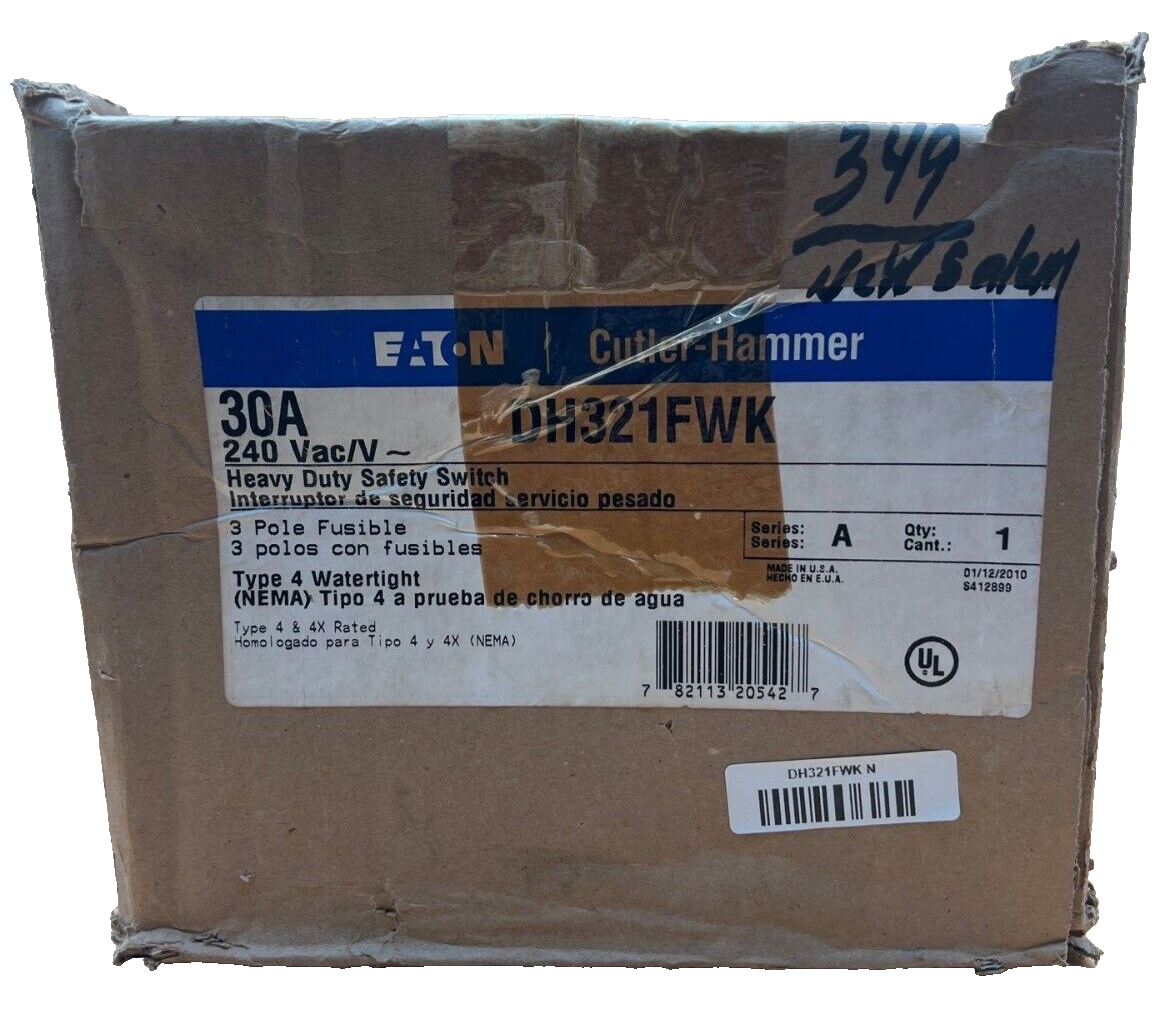 349
New Salem
EATON | Cutler-Hammer
30A DH321FWK
240 Vac/V ~
Heavy Duty Safety Switch
Interruptor de seguridad servicio pesado
3 Pole Fusible
3 polos con fusibles
Series: A Qty: 1
Series: Cant.:
Type 4 Watertight
(NEMA) Tipo 4 a prueba de chorro de agua
MADE IN U.S.A.
HECHO EN E.U.A.
01/12/2010
S412899
Type 4 & 4X Rated
Homologado para Tipo 4 y 4X (NEMA)
UL
7 82113 20542 7
DH321FWK N